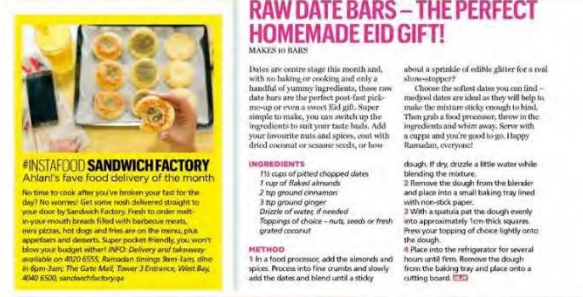 #INSTAFOOD SANDWICH FACTORY
Ahlan!'s fave food delivery of the month
No time to cook after you've broken your fast for the
day? No worries! Get some nosh delivered straight to
your door by Sandwich Factory. Fresh to order melt-
in-your-mouth breads filled with barbecue meats,
mini pizzas, hot dogs and fries are on the menu, plus
appetisers and desserts. Super pocket friendly, you won't
blow your budget either! INFO: Delivery and takeaway
available on 4020 6555, Ramadan timings 9am-1am, dine
in 6pm-3am; The Gate Mall, Tower 3 Entrance, West Bay,
4040 6500, sandwichfactory.qa
RAW DATE BARS – THE PERFECT
HOMEMADE EID GIFT!
MAKES 10 BARS
Dates are centre stage this month and,
with no baking or cooking and only a
handful of yummy ingredients, these raw
date bars are the perfect post-fast pick-
me-up or even a sweet Eid gift. Super
simple to make, you can switch up the
ingredients to suit your taste buds. Add
your favourite nuts and spices, coat with
dried coconut or sesame seeds, or how
about a sprinkle of edible glitter for a real
show-stopper?
Choose the softest dates you can find –
medjool dates are ideal as they will help to
make the mixture sticky enough to bind.
Then grab a food processor, throw in the
ingredients and whizz away. Serve with
a cuppa and you're good to go. Happy
Ramadan, everyone!
INGREDIENTS
1½ cups of pitted chopped dates
1 cup of flaked almonds
2 tsp ground cinnamon
3 tsp ground ginger
Drizzle of water, if needed
Toppings of choice – nuts, seeds or fresh
grated coconut
METHOD
1 In a food processor, add the almonds and
spices. Process into fine crumbs and slowly
add the dates and blend until a sticky
dough. If dry, drizzle a little water while
blending the mixture.
2 Remove the dough from the blender
and place into a small baking tray lined
with non-stick paper.
3 With a spatula pat the dough evenly
into approximately 1cm-thick squares.
Press your topping of choice lightly onto
the dough.
4 Place into the refrigerator for several
hours until firm. Remove the dough
from the baking tray and place onto a
cutting board.